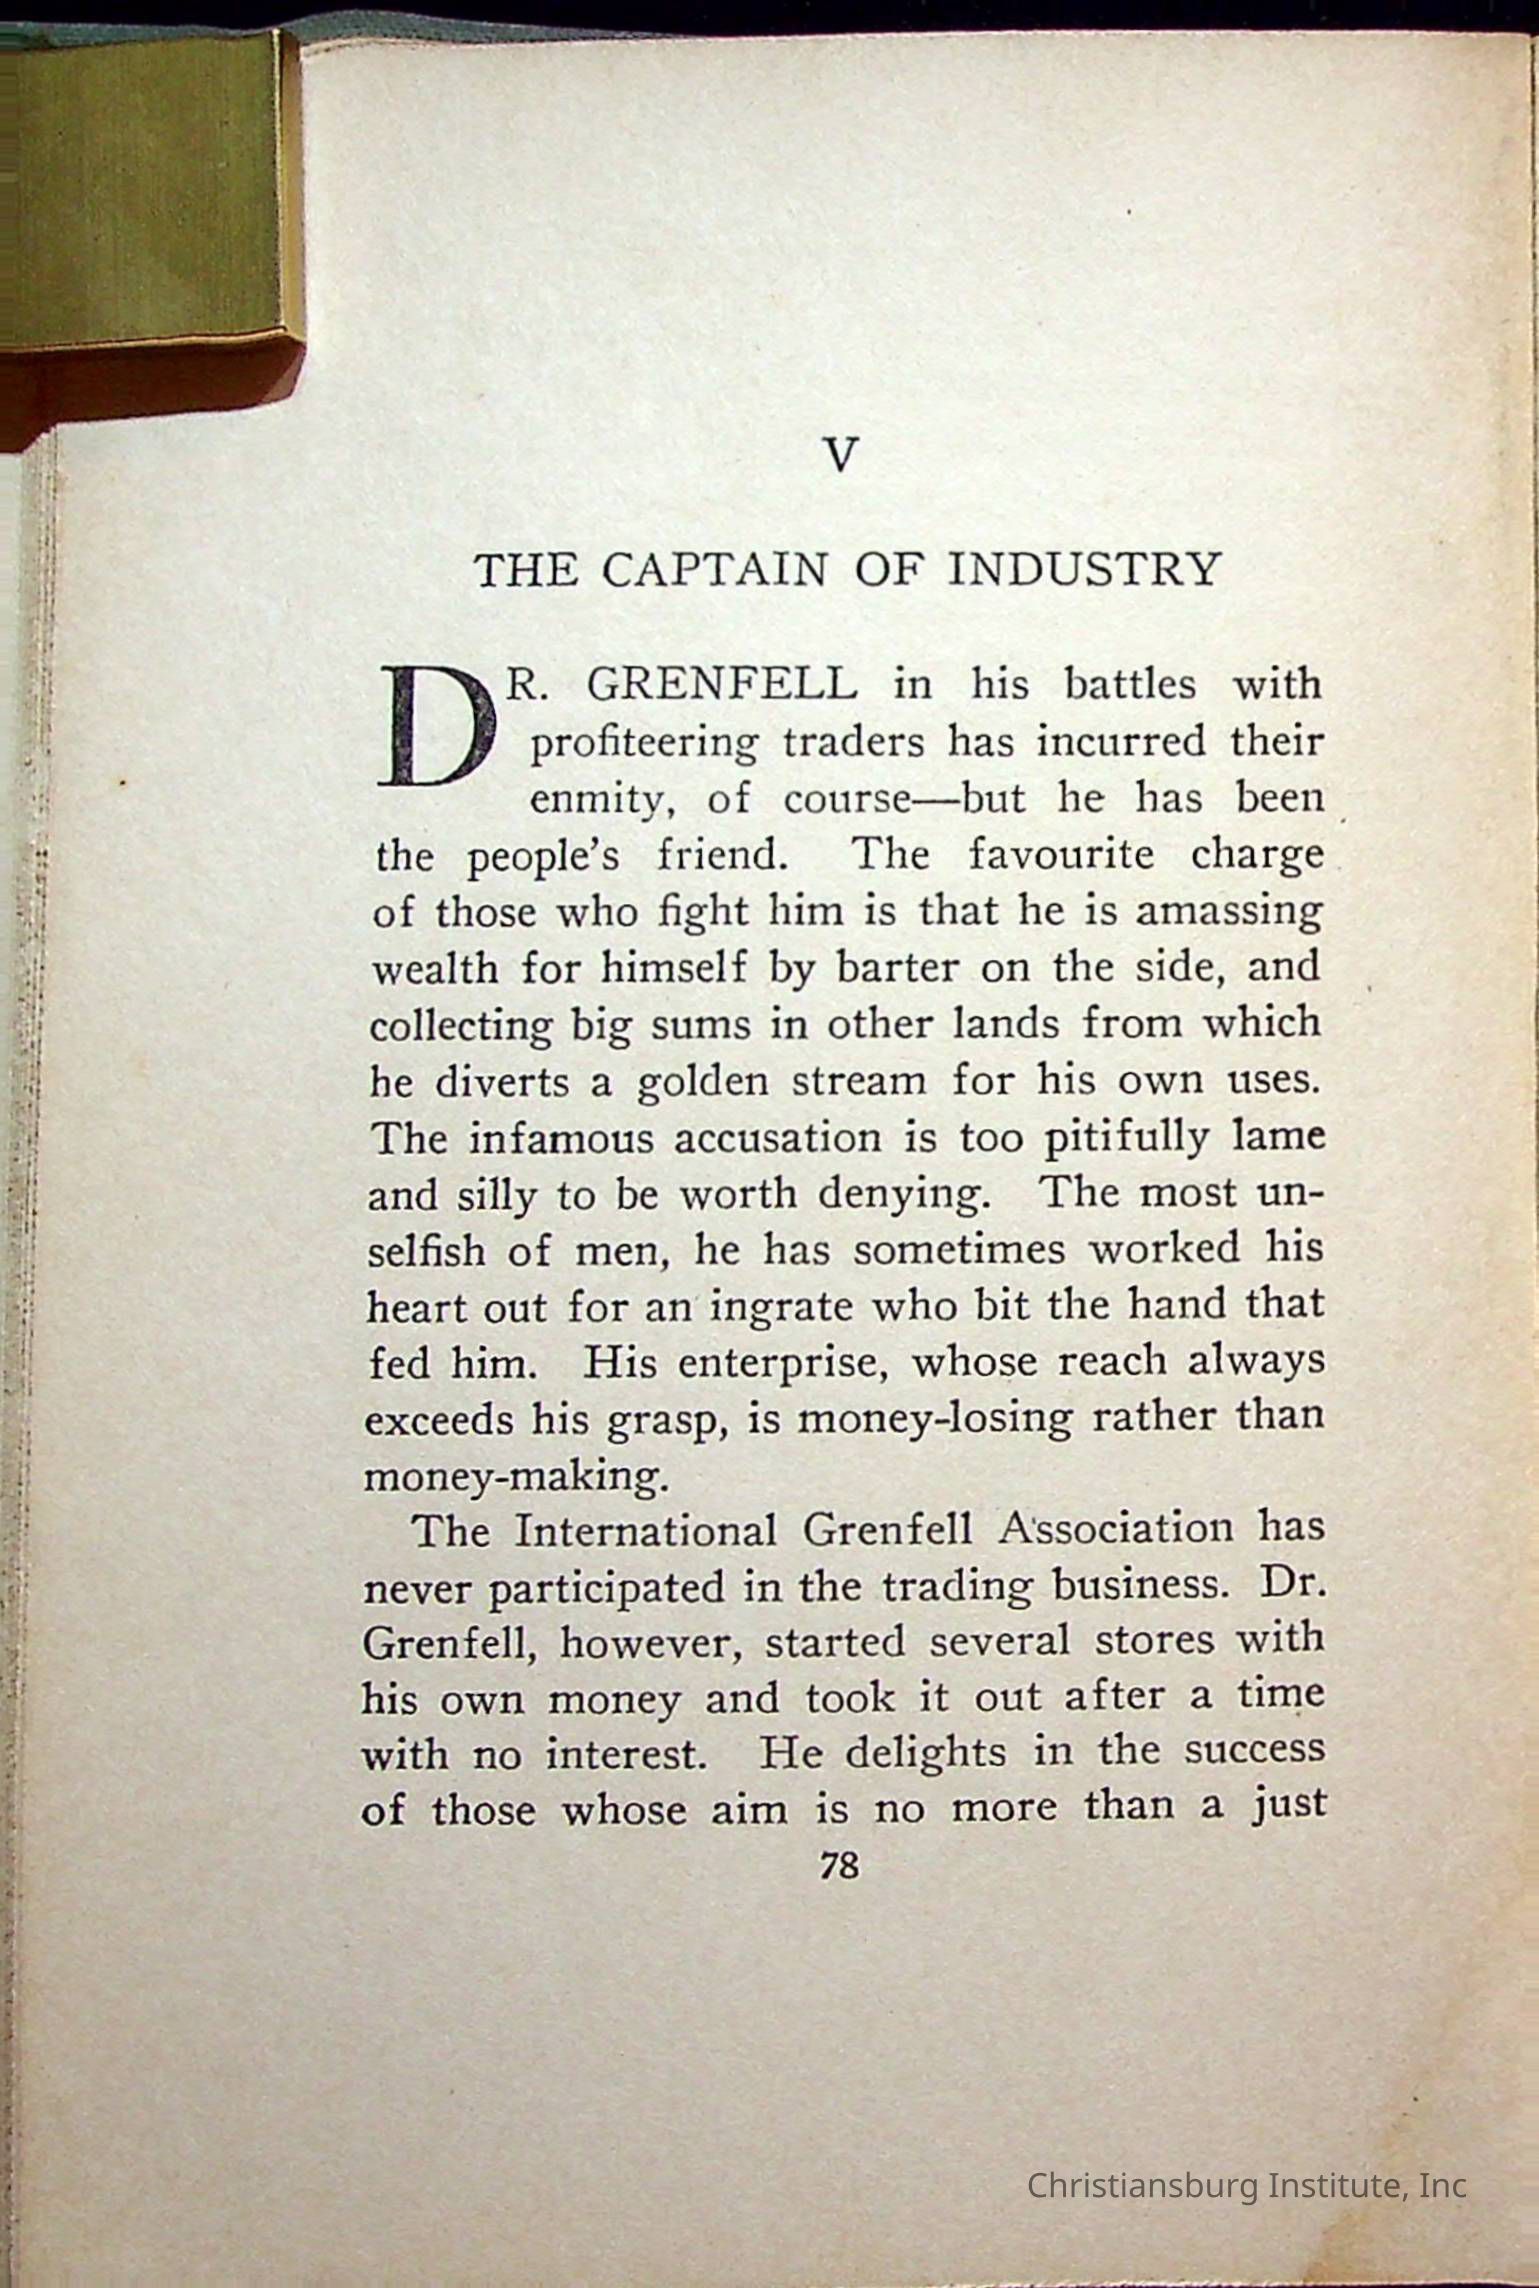 V
THE CAPTAIN OF INDUSTRY
DR. GRENFELL in his battles with
profiteering traders has incurred their
enmity, of course—but he has been
the people’s friend. The favourite charge
of those who fight him is that he is amassing
wealth for himself by barter on the side, and
collecting big sums in other lands from which
he diverts a golden stream for his own uses.
The infamous accusation is too pitifully lame
and silly to be worth denying. The most un-
selfish of men, he has sometimes worked his
heart out for an ingrate who bit the hand that
fed him. His enterprise, whose reach always
exceeds his grasp, is money-losing rather than
money-making.
The International Grenfell Association has
never participated in the trading business. Dr.
Grenfell, however, started several stores with
his own money and took it out after a time
with no interest. He delights in the success
of those whose aim is no more than a just
78
Christiansburg Institute, Inc